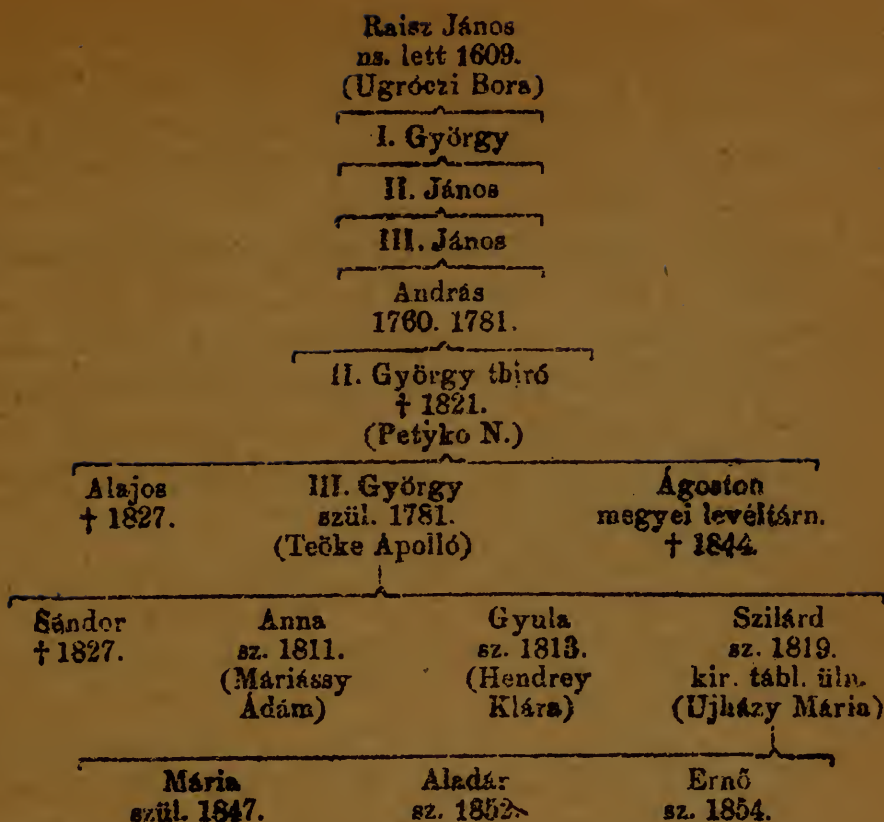 Raisz János
ns. lett 1609.
(Ugróczi Bora)
I. György
II. János
III. János
András
1760. 1781.
II. György tbiró
† 1821.
(Petyko N.)
Alajos III. György Ágoston
† 1827. szül. 1781. megyei levéltárn.
(Teöke Apolló) † 1844.
Sándor Anna Gyula Szilárd
† 1827. sz. 1811. sz. 1813. sz. 1819.
(Máriássy (Hendrey kir. tábl. üln.
Ádám) Klára) (Ujházy Mária)
Mária Aladár Ernő
szül. 1847. sz. 1852. sz. 1854.